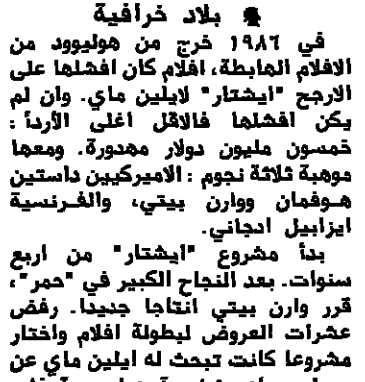 بلاد خرافية
في ١٩٨٦ خرج من هوليوود من
الافلام الهابطة، افلام كان افشلها على
الارجح "ايشتار" لايلين ماي. وان لم
يكن افشلها فالاقل اغلى الأردأ :
خمسون مليون دولار مهدورة. ومعها
موهبة ثلاثة نجوم : الاميركيين داستين
هوفمان ووارن بيتي، والفرنسية
ايزابيل ادجاني.
بدأ مشروع "ايشتار" من اربع
سنوات. بعد النجاح الكبير في "حمر"،
قرر وارن بيتي انتاجا جديدا. رفض
عشرات العروض لبطولة افلام واختار
مشروعا كانت تبحث له ايلين ماي عن